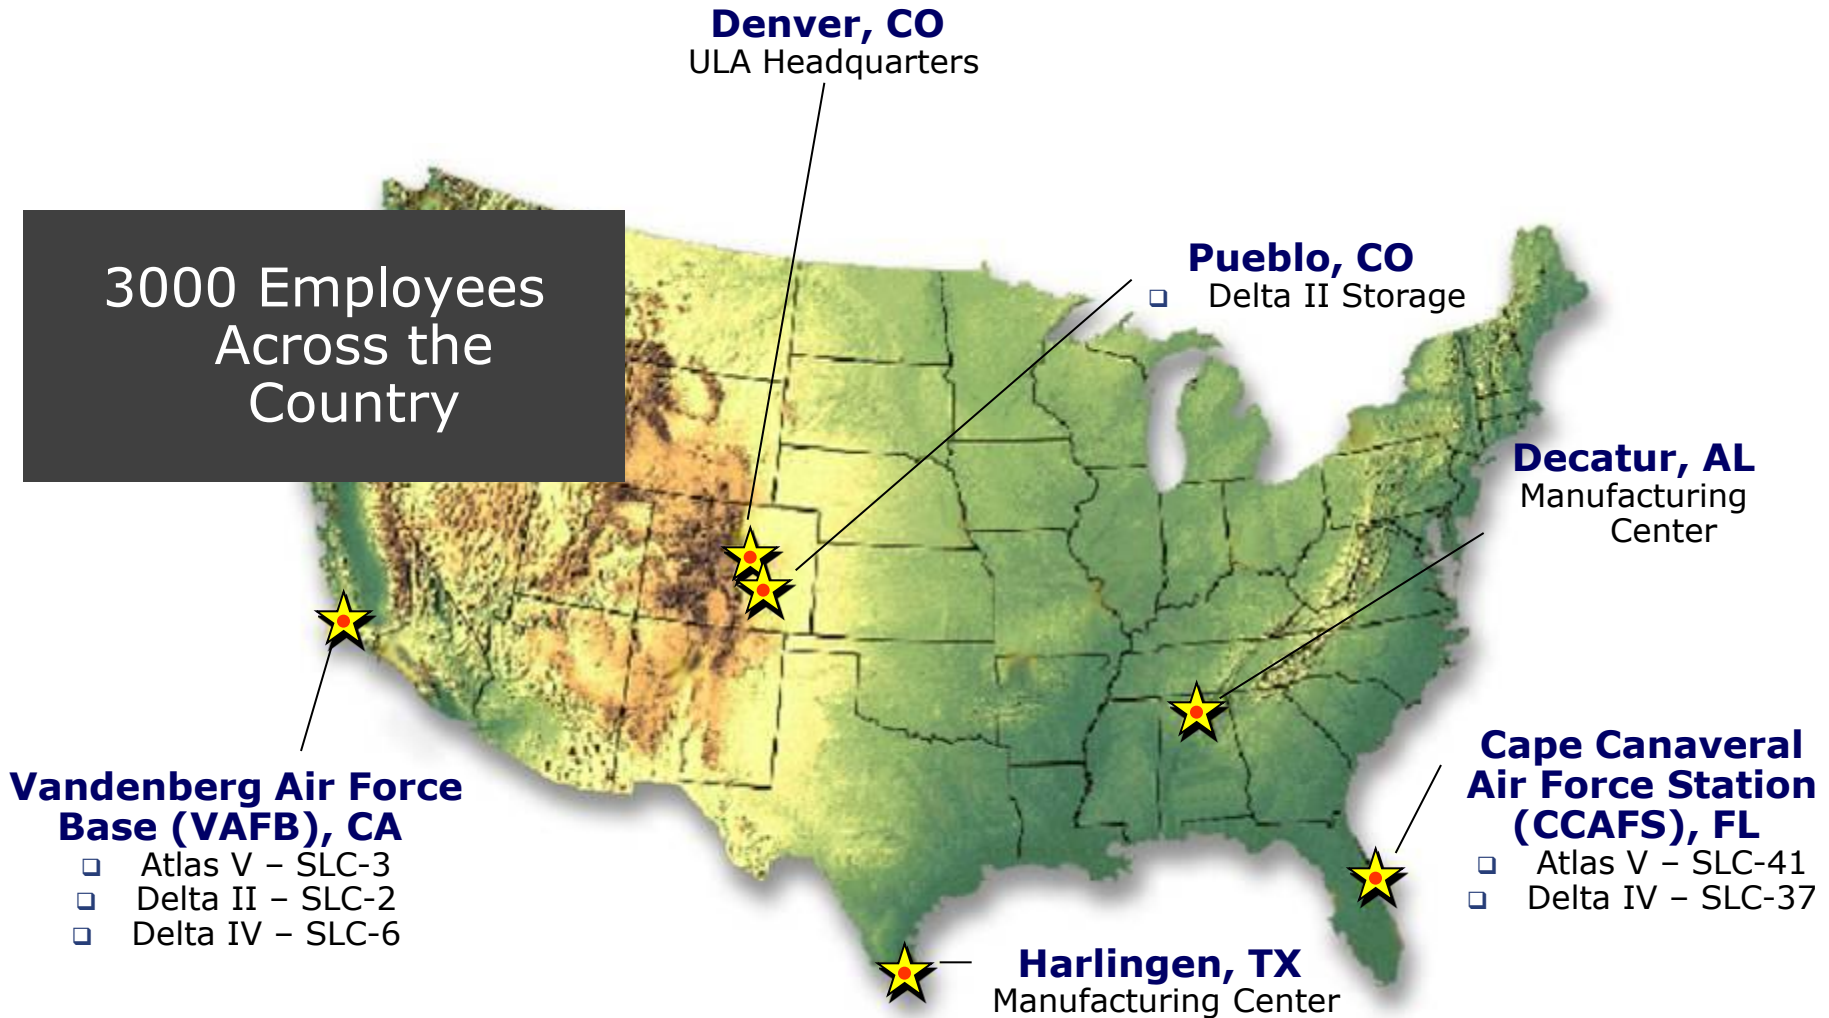 Denver, CO
ULA Headquarters
3000 Employees
Across the
Country
Pueblo, CO
❑ Delta II Storage
Decatur, AL
Manufacturing
Center
Vandenberg Air Force
Base (VAFB), CA
❑ Atlas V – SLC-3
❑ Delta II – SLC-2
❑ Delta IV – SLC-6
Cape Canaveral
Air Force Station
(CCAFS), FL
❑ Atlas V – SLC-41
❑ Delta IV – SLC-37
Harlingen, TX
Manufacturing Center